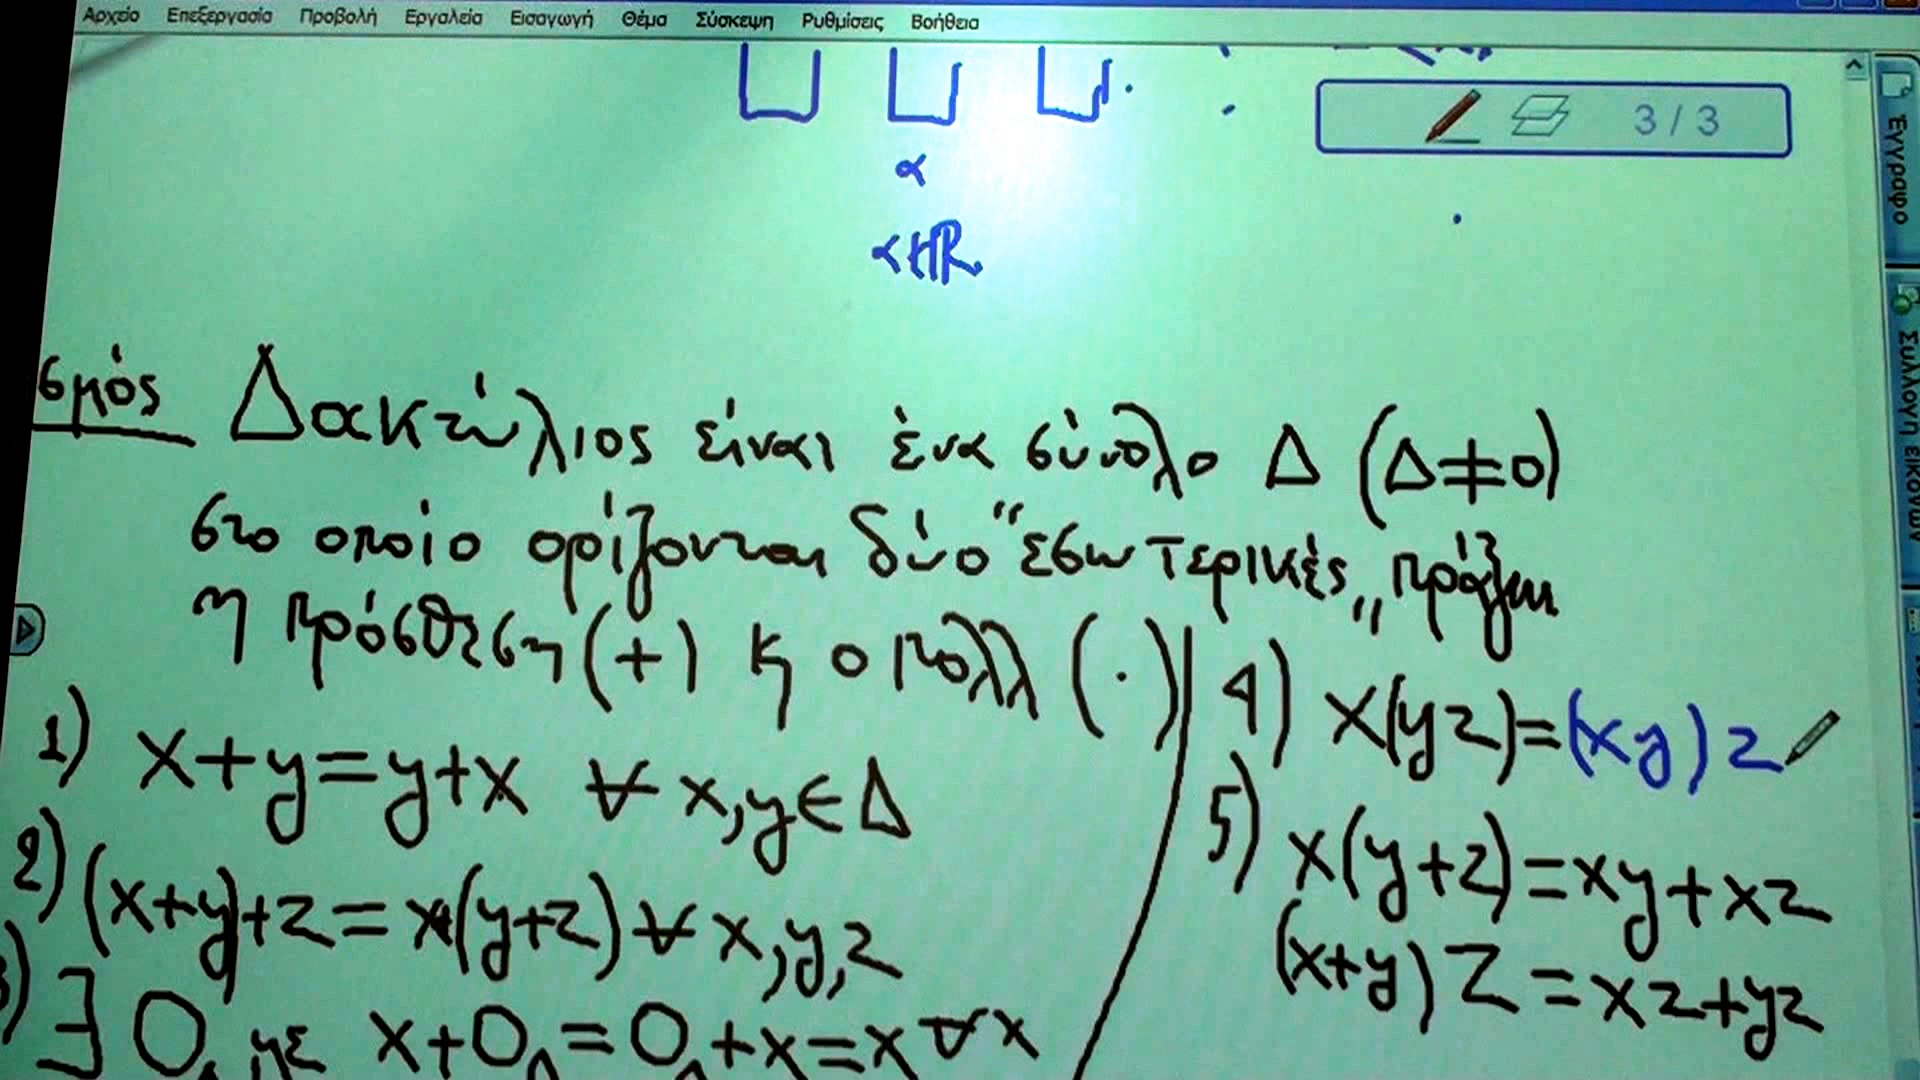 Αρχείο Επεξεργασία Προβολή Εργαλεία Εισαγωγή Θέμα Σύσκεψη Ρυθμίσεις Βοήθεια
3 / 3
Έγγραφο
Συλλογή εικόνων
α
σμός Δακτύλιος είναι ένα σύνολο Δ (Δ≠0)
στο οποίο ορίζονται δύο "εσωτερικές" πράξεις
η πρόσθεση (+) κ ο πολλ (·)
1) x+y=y+x ∀ x,y∈Δ
2) (x+y)+z=x+(y+z) ∀ x,y,z
3) ∃ 0Δ με x+0Δ=0Δ+x=x ∀ x
4) x(yz)=(xy)z
5) x(y+z)=xy+xz
(x+y)z=xz+yz